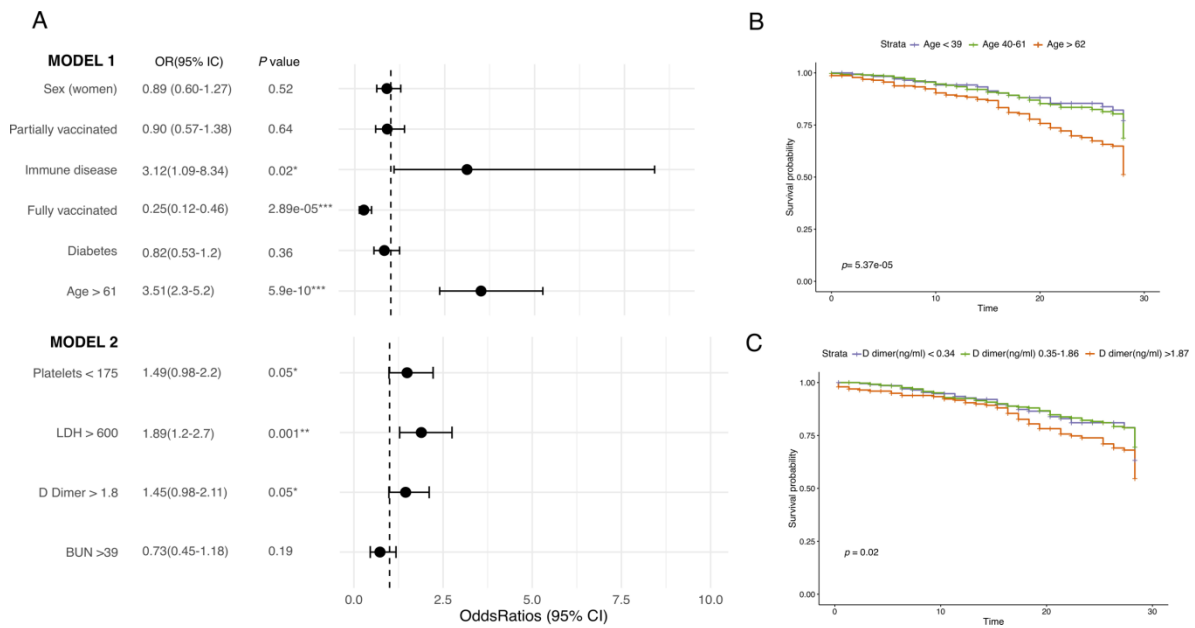 A
MODEL 1 OR(95% IC) P value
Sex (women) 0.89 (0.60-1.27) 0.52
Partially vaccinated 0.90 (0.57-1.38) 0.64
Immune disease 3.12(1.09-8.34) 0.02*
Fully vaccinated 0.25(0.12-0.46) 2.89e-05***
Diabetes 0.82(0.53-1.2) 0.36
Age > 61 3.51(2.3-5.2) 5.9e-10***
MODEL 2
Platelets < 175 1.49(0.98-2.2) 0.05*
LDH > 600 1.89(1.2-2.7) 0.001**
D Dimer > 1.8 1.45(0.98-2.11) 0.05*
BUN >39 0.73(0.45-1.18) 0.19
0.0 2.5 5.0 7.5 10.0
OddsRatios (95% CI)
B
Strata Age < 39 Age 40-61 Age > 62
Survival probability
1.00
0.75
0.50
0.25
0.00
p= 5.37e-05
0 10 20 30
Time
C
Strata D dimer(ng/ml) < 0.34 D dimer(ng/ml) 0.35-1.86 D dimer(ng/ml) >1.87
Survival probability
1.00
0.75
0.50
0.25
0.00
p = 0.02
0 10 20 30
Time